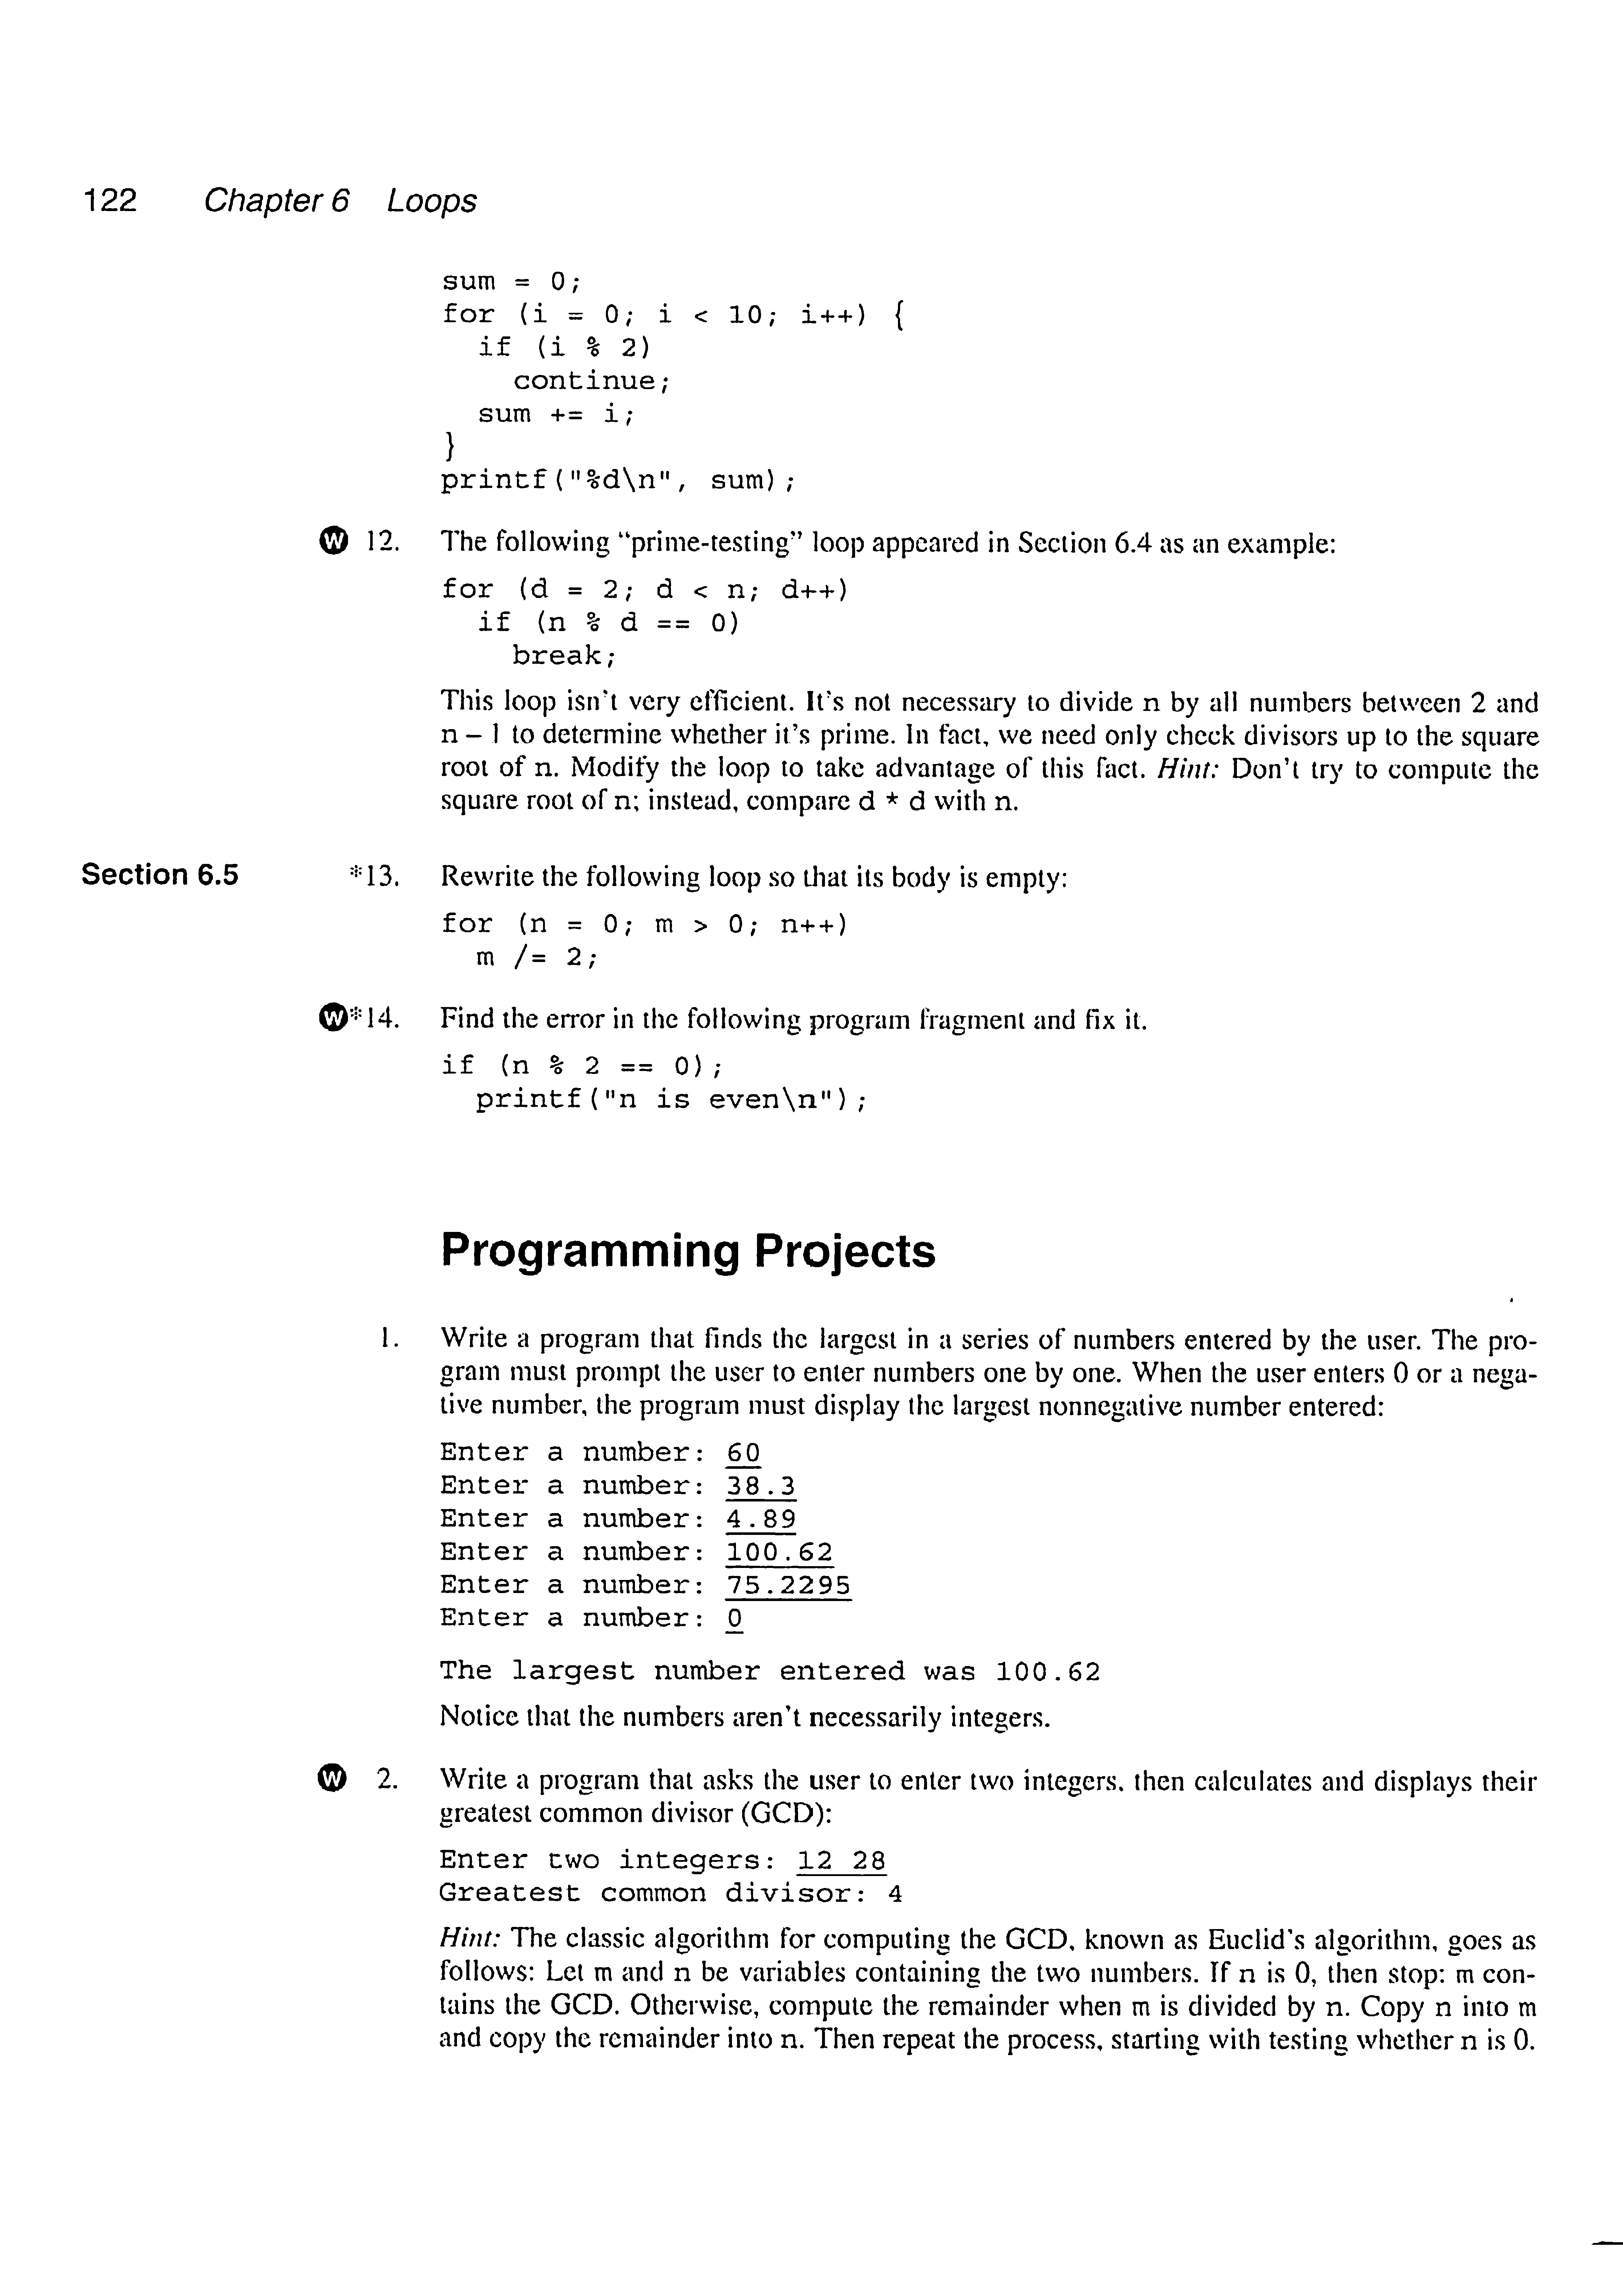 122 Chapter 6 Loops
sum = 0;
for (i = 0; i < 10; i++) {
  if (i % 2)
    continue;
  sum += i;
}
printf("%d\n", sum);
W 12. The following “prime-testing” loop appeared in Section 6.4 as an example:
for (d = 2; d < n; d++)
  if (n % d == 0)
    break;
This loop isn't very efficient. It's not necessary to divide n by all numbers between 2 and
n – 1 to determine whether it's prime. In fact, we need only check divisors up to the square
root of n. Modify the loop to take advantage of this fact. Hint: Don't try to compute the
square root of n; instead, compare d * d with n.
Section 6.5 *13. Rewrite the following loop so that its body is empty:
for (n = 0; m > 0; n++)
  m /= 2;
W *14. Find the error in the following program fragment and fix it.
if (n % 2 == 0);
  printf("n is even\n");
Programming Projects
1. Write a program that finds the largest in a series of numbers entered by the user. The pro-
gram must prompt the user to enter numbers one by one. When the user enters 0 or a nega-
tive number, the program must display the largest nonnegative number entered:
Enter a number: 60
Enter a number: 38.3
Enter a number: 4.89
Enter a number: 100.62
Enter a number: 75.2295
Enter a number: 0
The largest number entered was 100.62
Notice that the numbers aren't necessarily integers.
W 2. Write a program that asks the user to enter two integers, then calculates and displays their
greatest common divisor (GCD):
Enter two integers: 12 28
Greatest common divisor: 4
Hint: The classic algorithm for computing the GCD, known as Euclid's algorithm, goes as
follows: Let m and n be variables containing the two numbers. If n is 0, then stop: m con-
tains the GCD. Otherwise, compute the remainder when m is divided by n. Copy n into m
and copy the remainder into n. Then repeat the process, starting with testing whether n is 0.